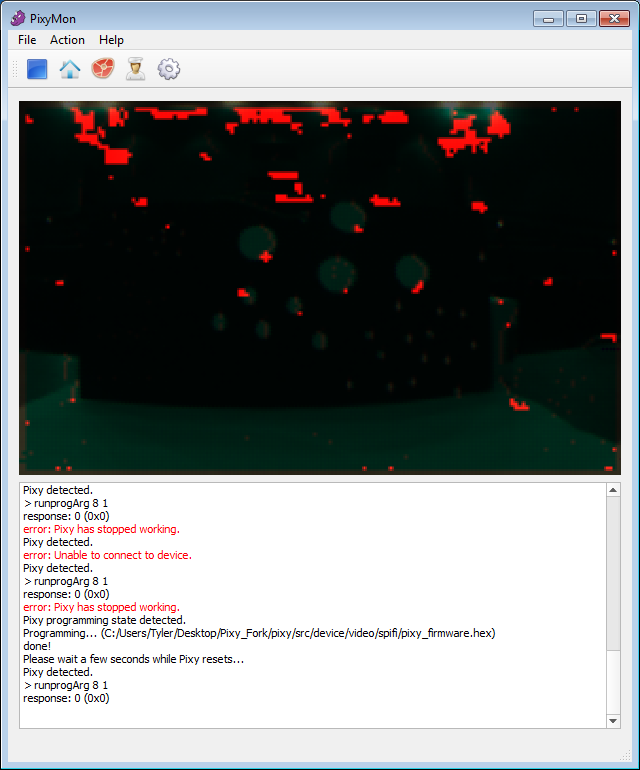 PixyMon
File Action Help
Pixy detected.
> runprogArg 8 1
response: 0 (0x0)
error: Pixy has stopped working.
Pixy detected.
error: Unable to connect to device.
Pixy detected.
> runprogArg 8 1
response: 0 (0x0)
error: Pixy has stopped working.
Pixy programming state detected.
Programming... (C:/Users/Tyler/Desktop/Pixy_Fork/pixy/src/device/video/spifi/pixy_firmware.hex)
done!
Please wait a few seconds while Pixy resets...
Pixy detected.
> runprogArg 8 1
response: 0 (0x0)